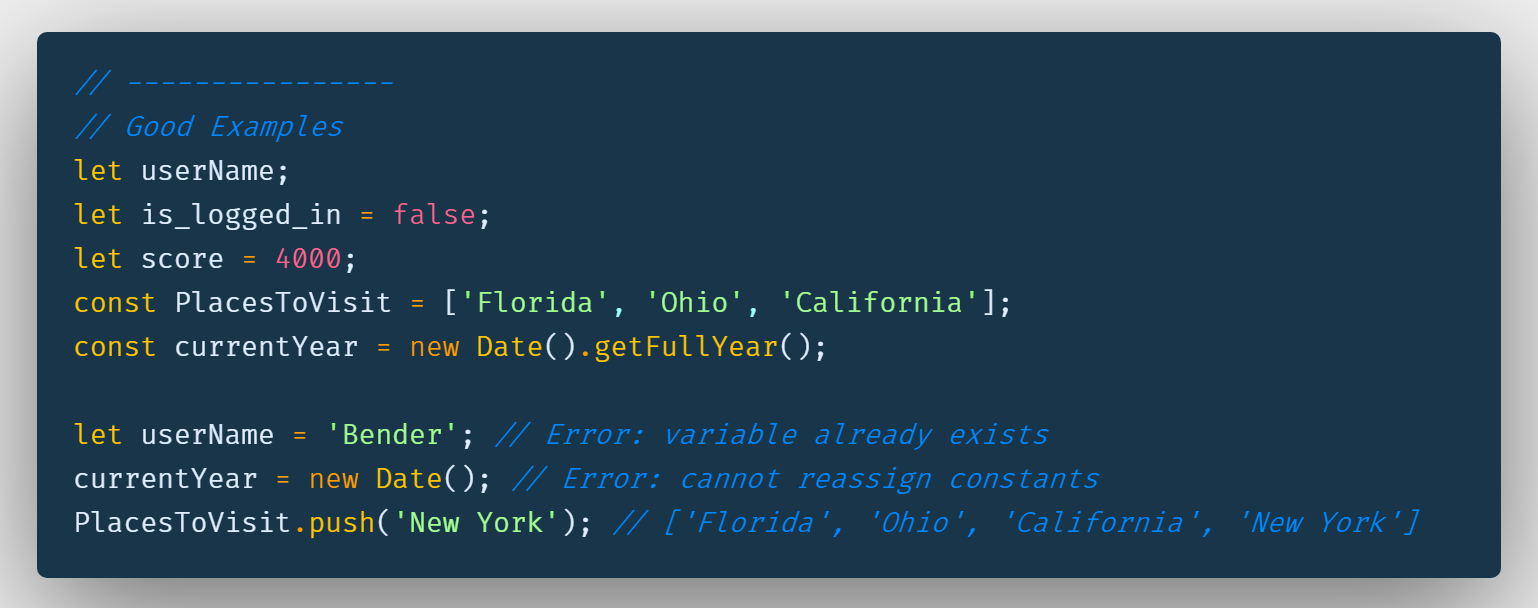 // ----------------
// Good Examples
let userName;
let is_logged_in = false;
let score = 4000;
const PlacesToVisit = ['Florida', 'Ohio', 'California'];
const currentYear = new Date().getFullYear();

let userName = 'Bender'; // Error: variable already exists
currentYear = new Date(); // Error: cannot reassign constants
PlacesToVisit.push('New York'); // ['Florida', 'Ohio', 'California', 'New York']